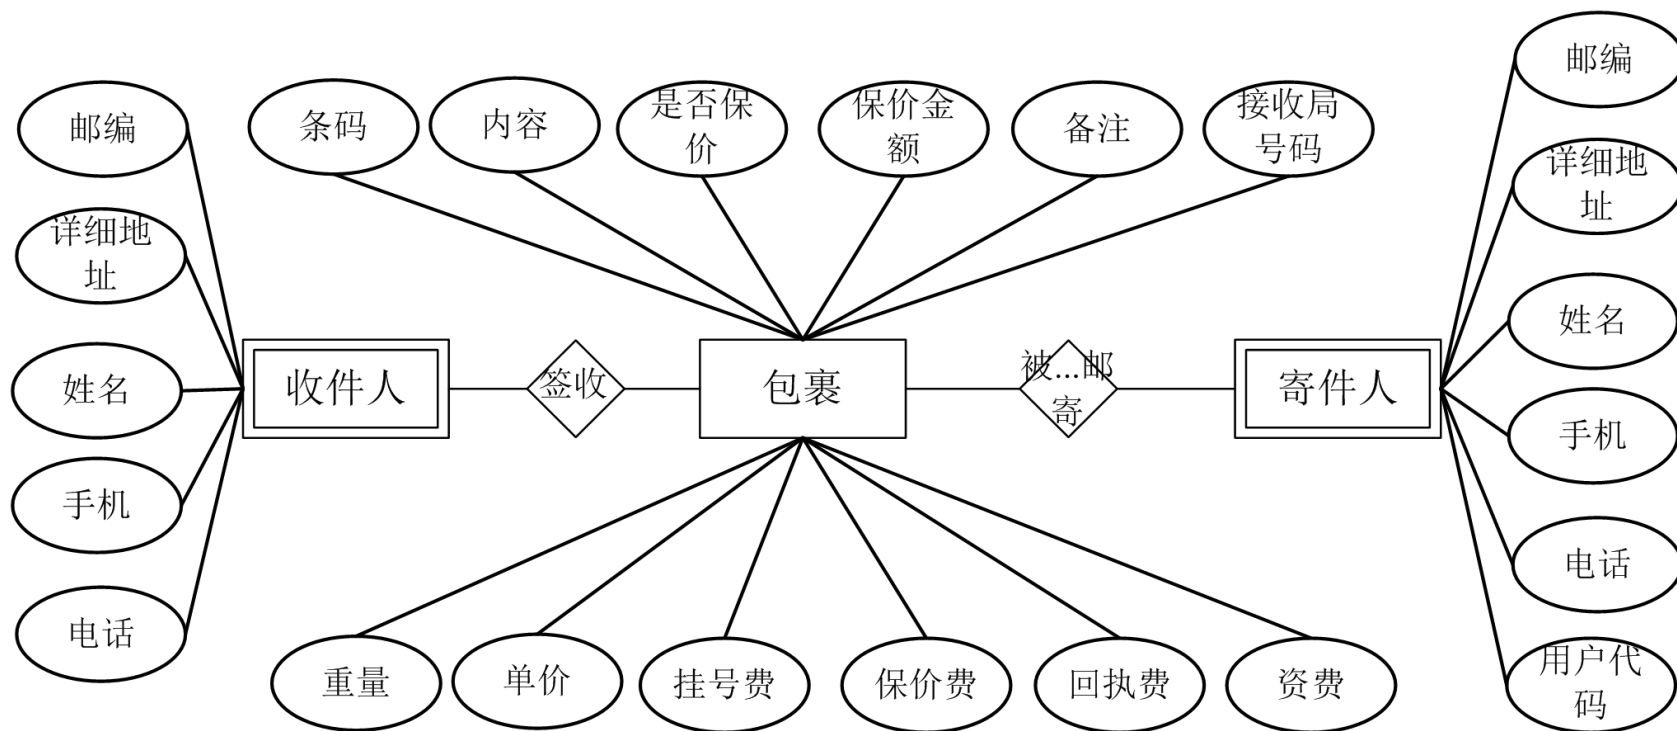 邮编
条码
内容
是否保
价
保价金
额
备注
接收局
号码
邮编
详细地
址
详细地
址
姓名
收件人
签收
包裹
被...邮
寄
寄件人
姓名
手机
手机
电话
电话
重量
单价
挂号费
保价费
回执费
资费
用户代
码